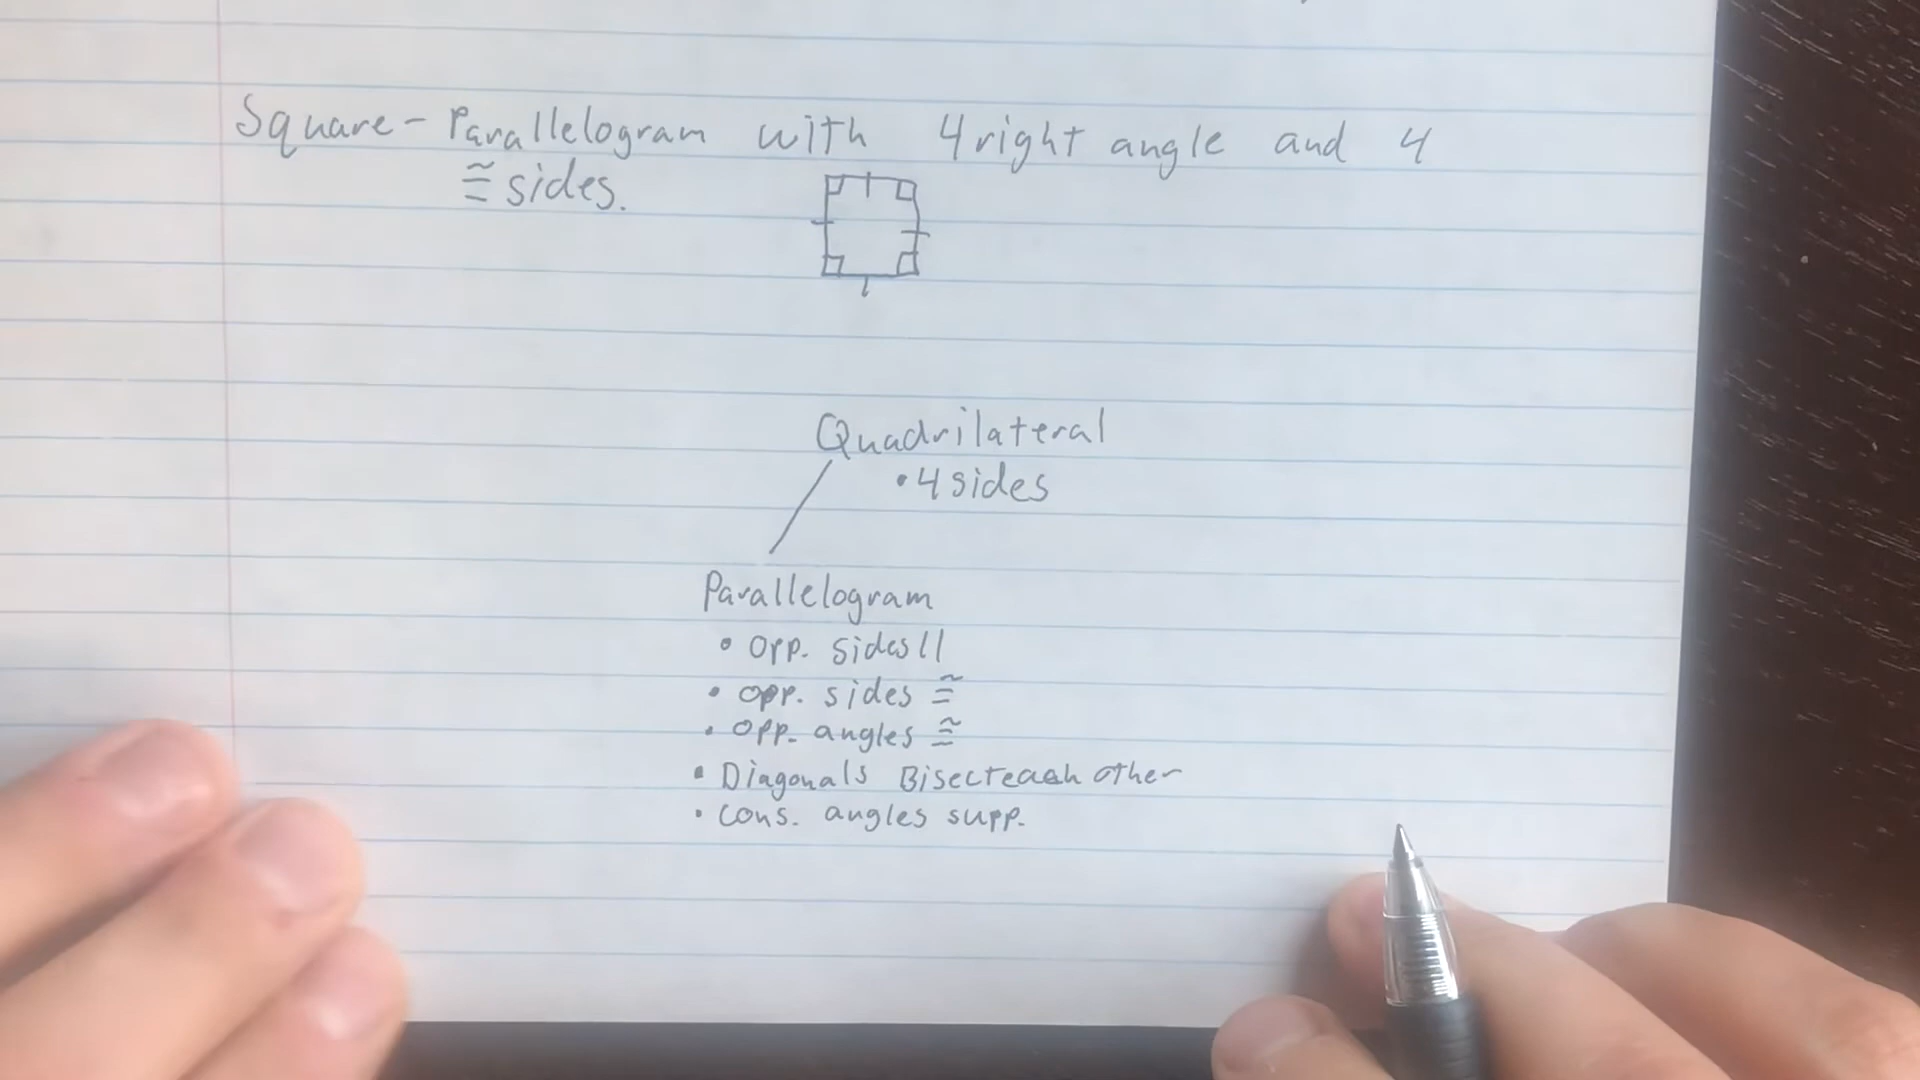 Square - Parallelogram with 4 right angle and 4
≅ sides.
Quadrilateral
• 4 sides
Parallelogram
• Opp. sides ||
• opp. sides ≅
• Opp. angles ≅
• Diagonals Bisect each other
• Cons. angles supp.